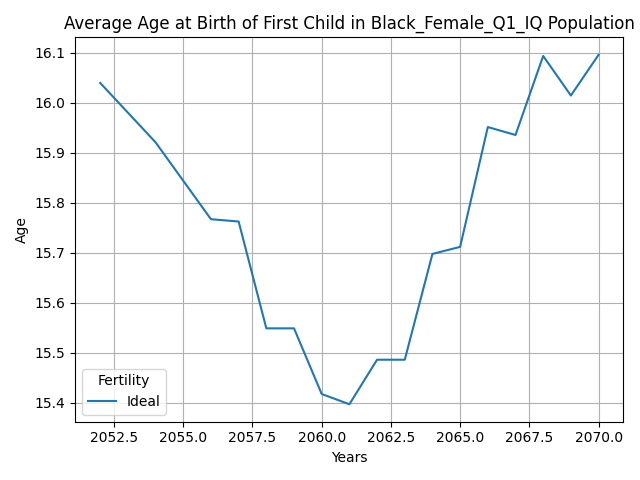 Average Age at Birth of First Child in Black_Female_Q1_IQ Population
16.1
16.0
15.9
15.8
15.7
15.6
15.5
15.4
Age
Fertility
Ideal
2052.5 2055.0 2057.5 2060.0 2062.5 2065.0 2067.5 2070.0
Years